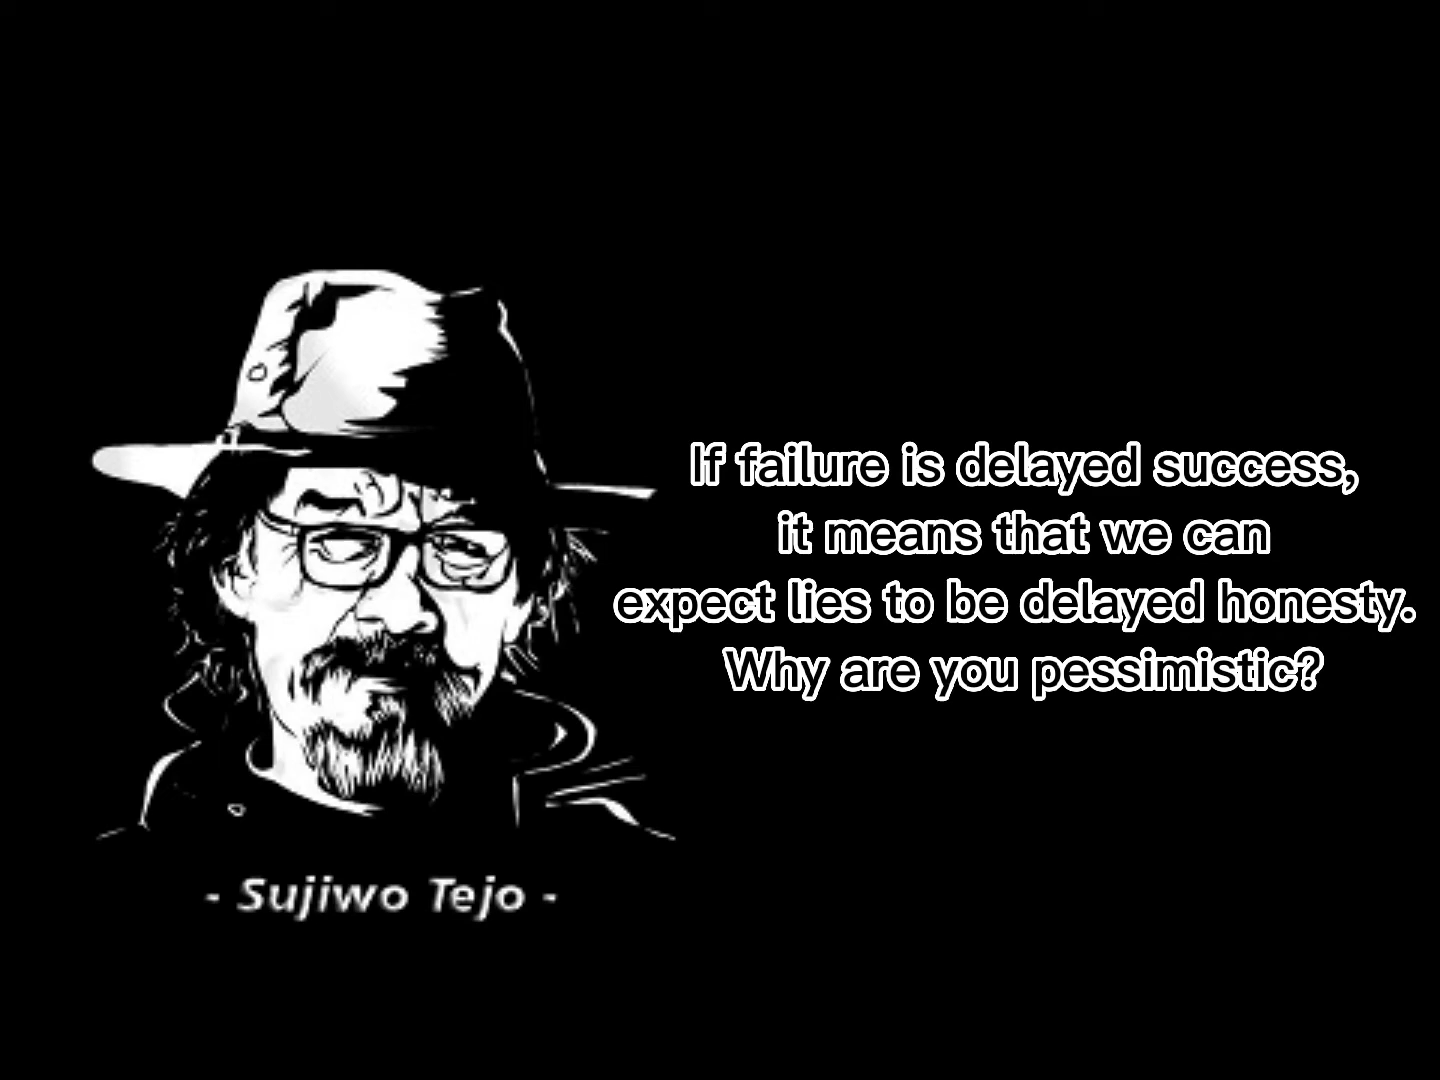 If failure is delayed success,
it means that we can
expect lies to be delayed honesty.
Why are you pessimistic?
- Sujiwo Tejo -